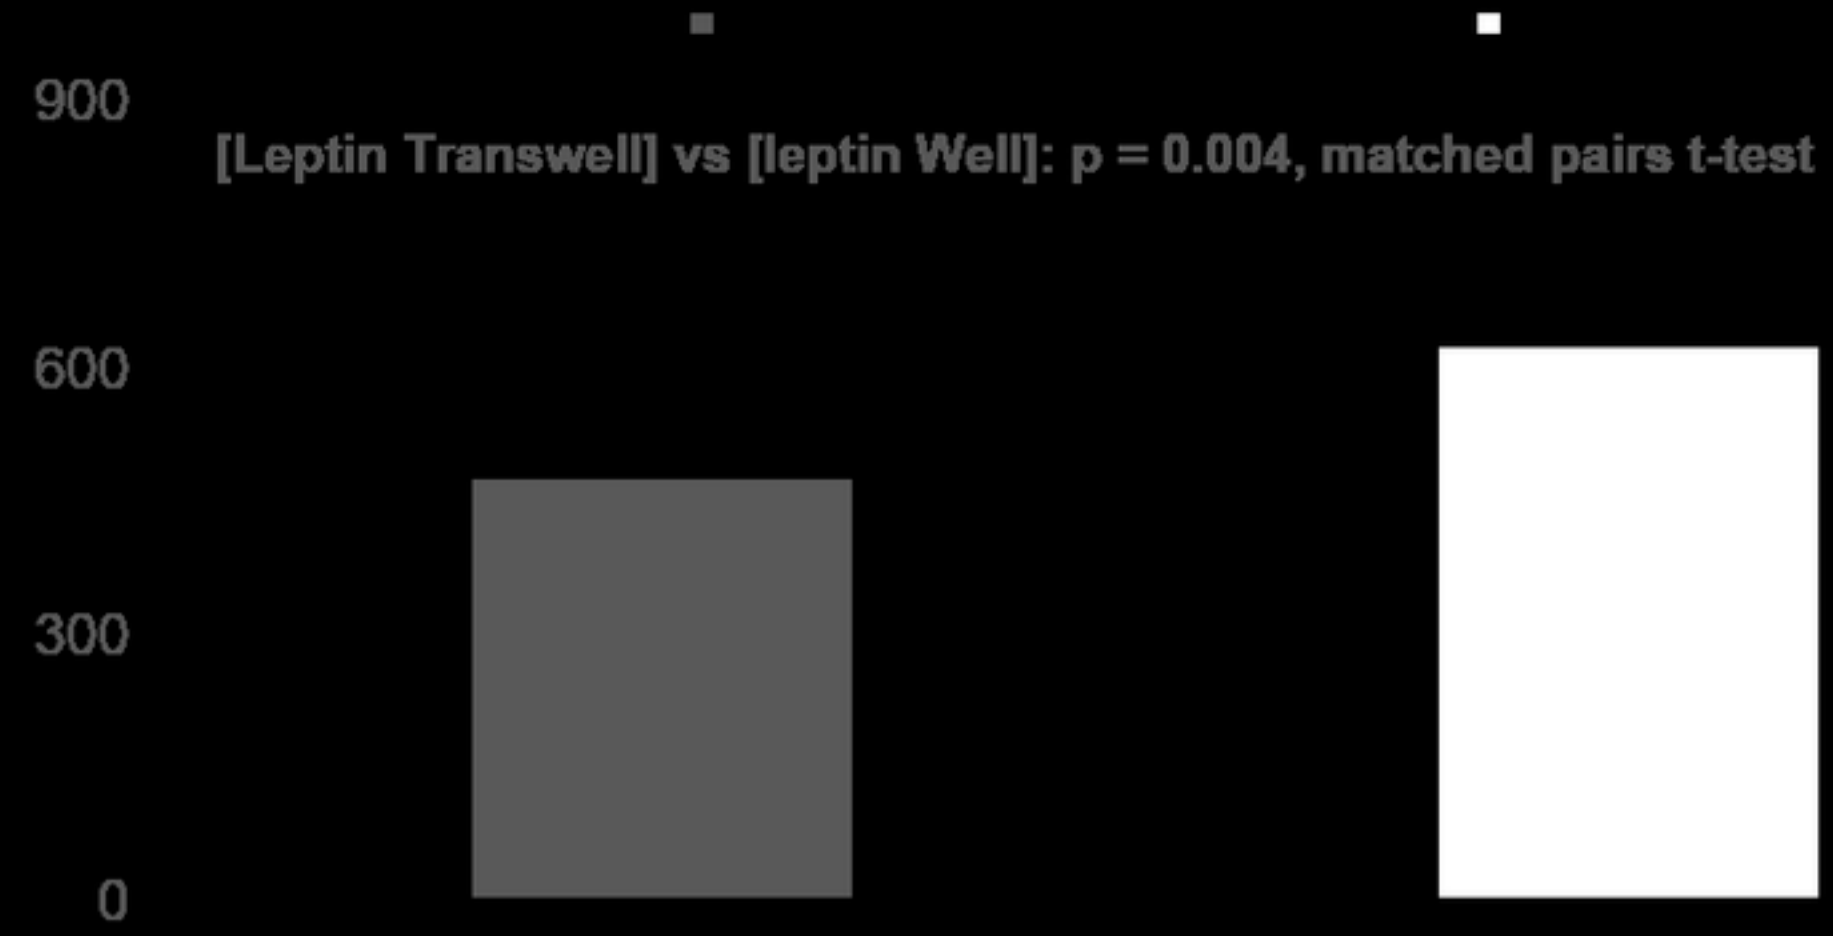 900
[Leptin Transwell] vs [leptin Well]: p = 0.004, matched pairs t-test
600
300
0